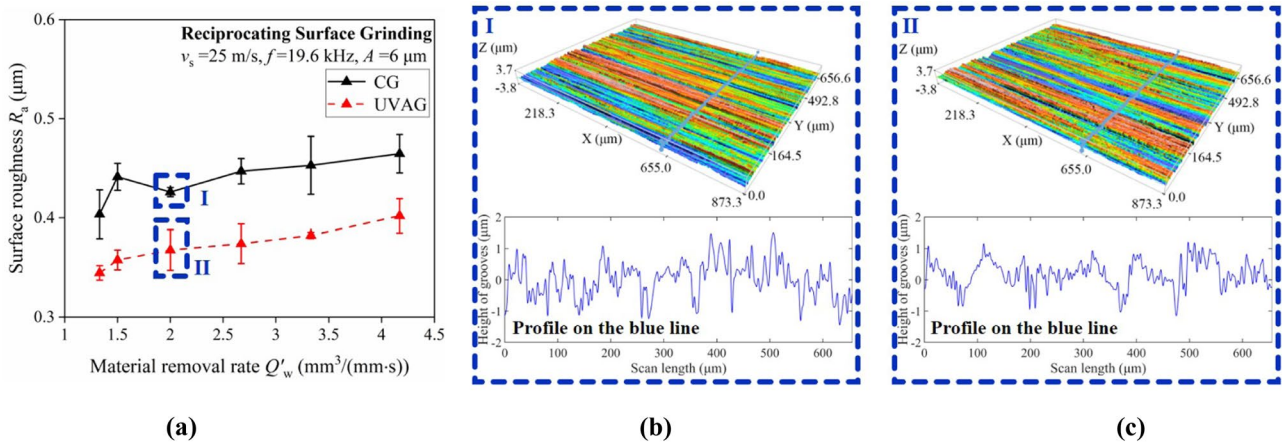 Reciprocating Surface Grinding
vs =25 m/s, f =19.6 kHz, A =6 μm
CG
UVAG
I
II
0.6
0.5
0.4
0.3
Surface roughness Ra (μm)
1 1.5 2 2.5 3 3.5 4 4.5
Material removal rate Q′w (mm³/(mm·s))
(a)
I
Z (μm)
3.7
-3.8
218.3
X (μm)
655.0
873.3
656.6
492.8
Y (μm)
164.5
0.0
Height of grooves (μm)
2
1
0
-1
-2
Profile on the blue line
0 100 200 300 400 500 600
Scan length (μm)
(b)
II
Z (μm)
3.7
-3.8
218.3
X (μm)
655.0
873.3
656.6
492.8
Y (μm)
164.5
0.0
Height of grooves (μm)
2
1
0
-1
-2
Profile on the blue line
0 100 200 300 400 500 600
Scan length (μm)
(c)